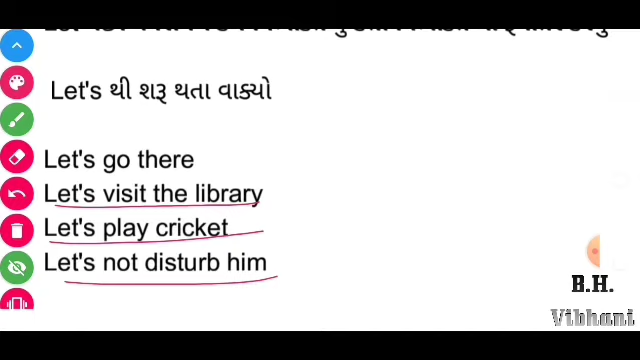 Let's થી શરૂ થતા વાક્યો
Let's go there
Let's visit the library
Let's play cricket
Let's not disturb him
B.H.
Vibhani